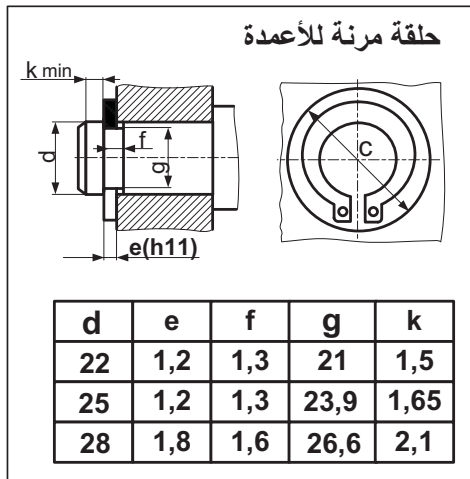 حلقة مرنة للأعمدة
k min
d
f
g
e(h11)
C
d e f g k
22 1,2 1,3 21 1,5
25 1,2 1,3 23,9 1,65
28 1,8 1,6 26,6 2,1